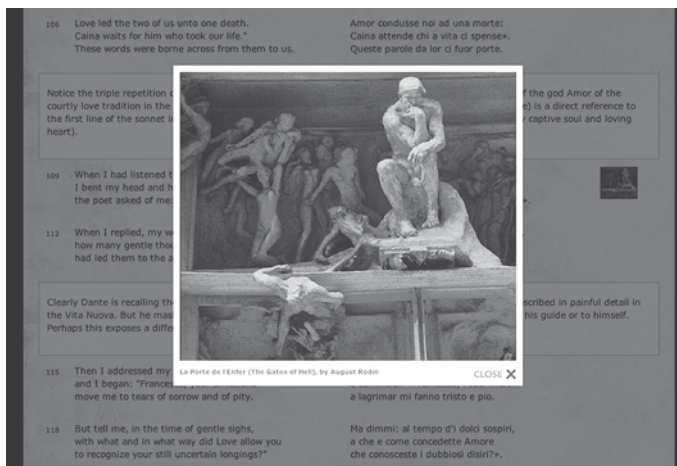 106 Love led the two of us unto one death.
Caina waits for him who took our life."
These words were borne across from them to us.
Amor condusse noi ad una morte:
Caina attende chi a vita ci spense».
Queste parole da lor ci fuor porte.
Notice the triple repetition
f the god Amor of the
courtly love tradition in the
) is a direct reference to
the first line of the sonnet
captive soul and loving
heart).
109 When I had listened
I bent my head and
the poet asked of me:
».
112 When I replied, my
how many gentle
had led them to the
Clearly Dante is recalling
scribed in painful detail in
the Vita Nuova. But he
his guide or to himself.
Perhaps this exposes a
La Porte de l'Enfer (The Gates of Hell), by August Rodin
CLOSE X
115 Then I addressed my
and I began:
move me to tears of sorrow and of pity.
a lagrimar mi fanno tristo e pio.
118 But tell me, in the time of gentle sighs,
with what and in what way did Love allow you
to recognize your still uncertain longings?"
Ma dimmi: al tempo d'i dolci sospiri,
a che e come concedette Amore
che conosceste i dubbiosi disiri?».